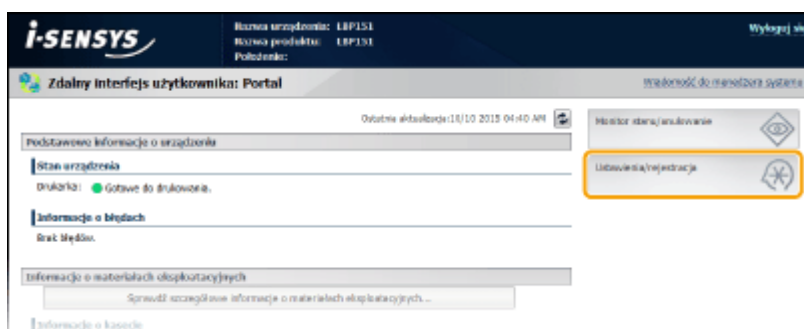 i-SENSYS
Nazwa urządzenia: LBP151
Nazwa produktu: LBP151
Położenie:
Wyloguj się
Zdalny interfejs użytkownika: Portal
Wiadomość do menedżera systemu
Ostatnia aktualizacja:10/10 2015 04:40 AM
Podstawowe informacje o urządzeniu
Monitor stanu/anulowanie
Stan urządzenia
Ustawienia/rejestracja
Drukarka: Gotowe do drukowania.
Informacje o błędach
Brak błędów.
Informacje o materiałach eksploatacyjnych
Sprawdź szczegółowe informacje o materiałach eksploatacyjnych...
Informacje o kasecie